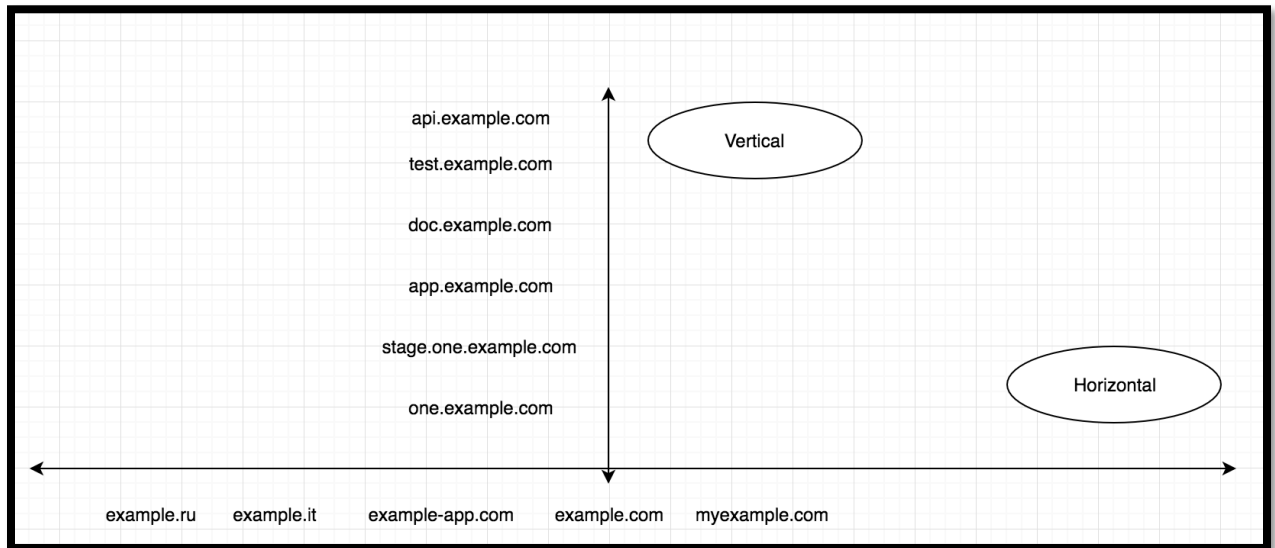 api.example.com
Vertical
test.example.com
doc.example.com
app.example.com
stage.one.example.com
Horizontal
one.example.com
example.ru example.it example-app.com example.com myexample.com